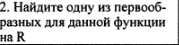 2. Найдите одну из первооб-
разных для данной функции
на R